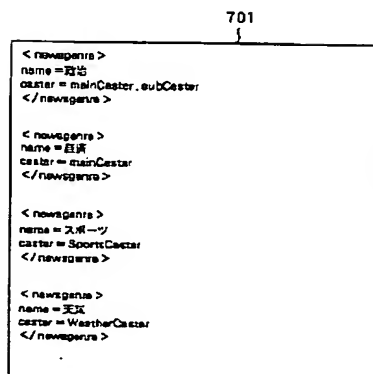 701
< newsgenre >
name = 政治
caster = mainCaster, subCaster
</ newsgenre >
< newsgenre >
name = 経済
caster = mainCaster
</ newsgenre >
< newsgenre >
name = スポーツ
caster = SportsCaster
</ newsgenre >
< newsgenre >
name = 天気
caster = WeatherCaster
</ newsgenre >